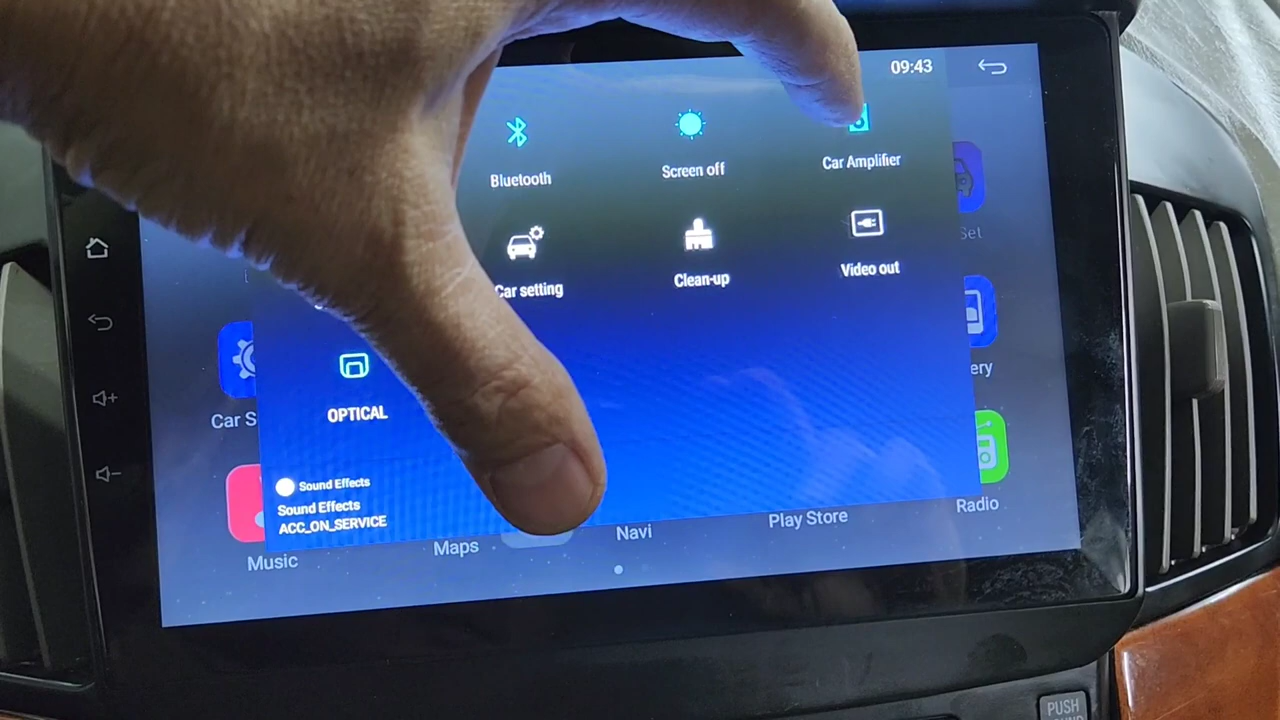 09:43
Bluetooth
Screen off
Car Amplifier
Set
Car setting
Clean-up
Video out
ery
Car S
OPTICAL
Sound Effects
Sound Effects
ACC_ON_SERVICE
Music
Maps
Navi
Play Store
Radio
PUSH